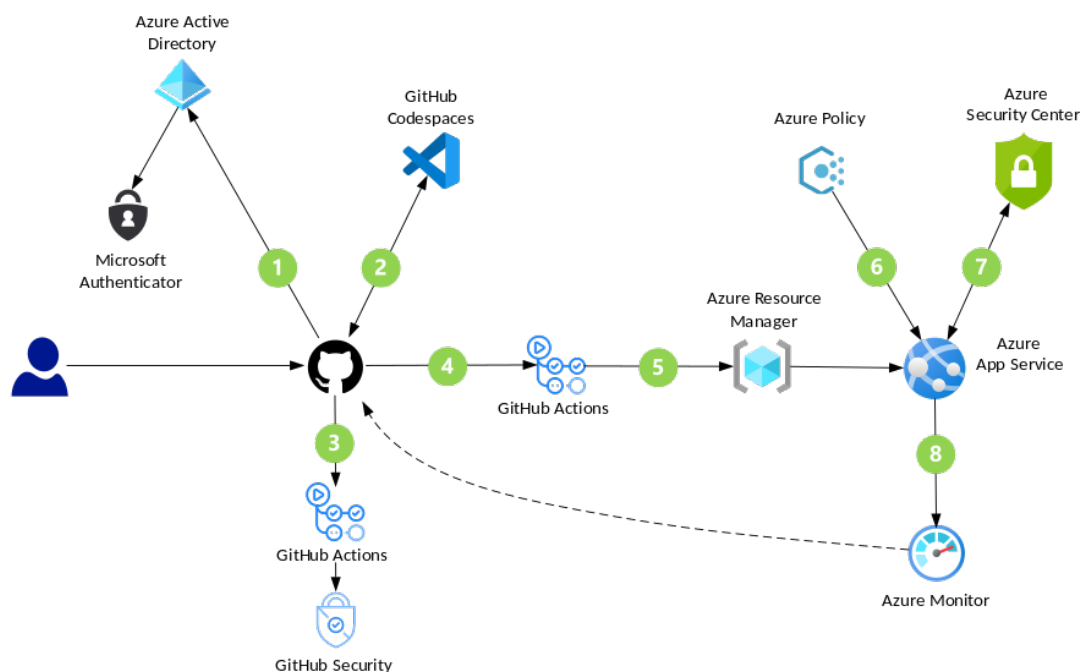 Azure Active
Directory
GitHub
Codespaces
Azure Policy
Azure
Security Center
Microsoft
Authenticator
1
2
6
7
Azure Resource
Manager
Azure
App Service
4
5
GitHub Actions
3
8
GitHub Actions
Azure Monitor
GitHub Security